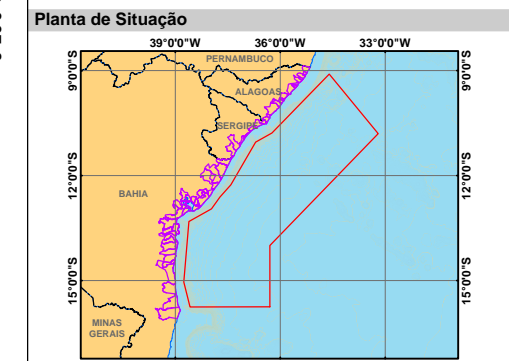 Planta de Situação
39°0'0"W 36°0'0"W 33°0'0"W
9°0'0"S 9°0'0"S
PERNAMBUCO
ALAGOAS
SERGIPE
12°0'0"S 12°0'0"S
BAHIA
15°0'0"S 15°0'0"S
MINAS
GERAIS